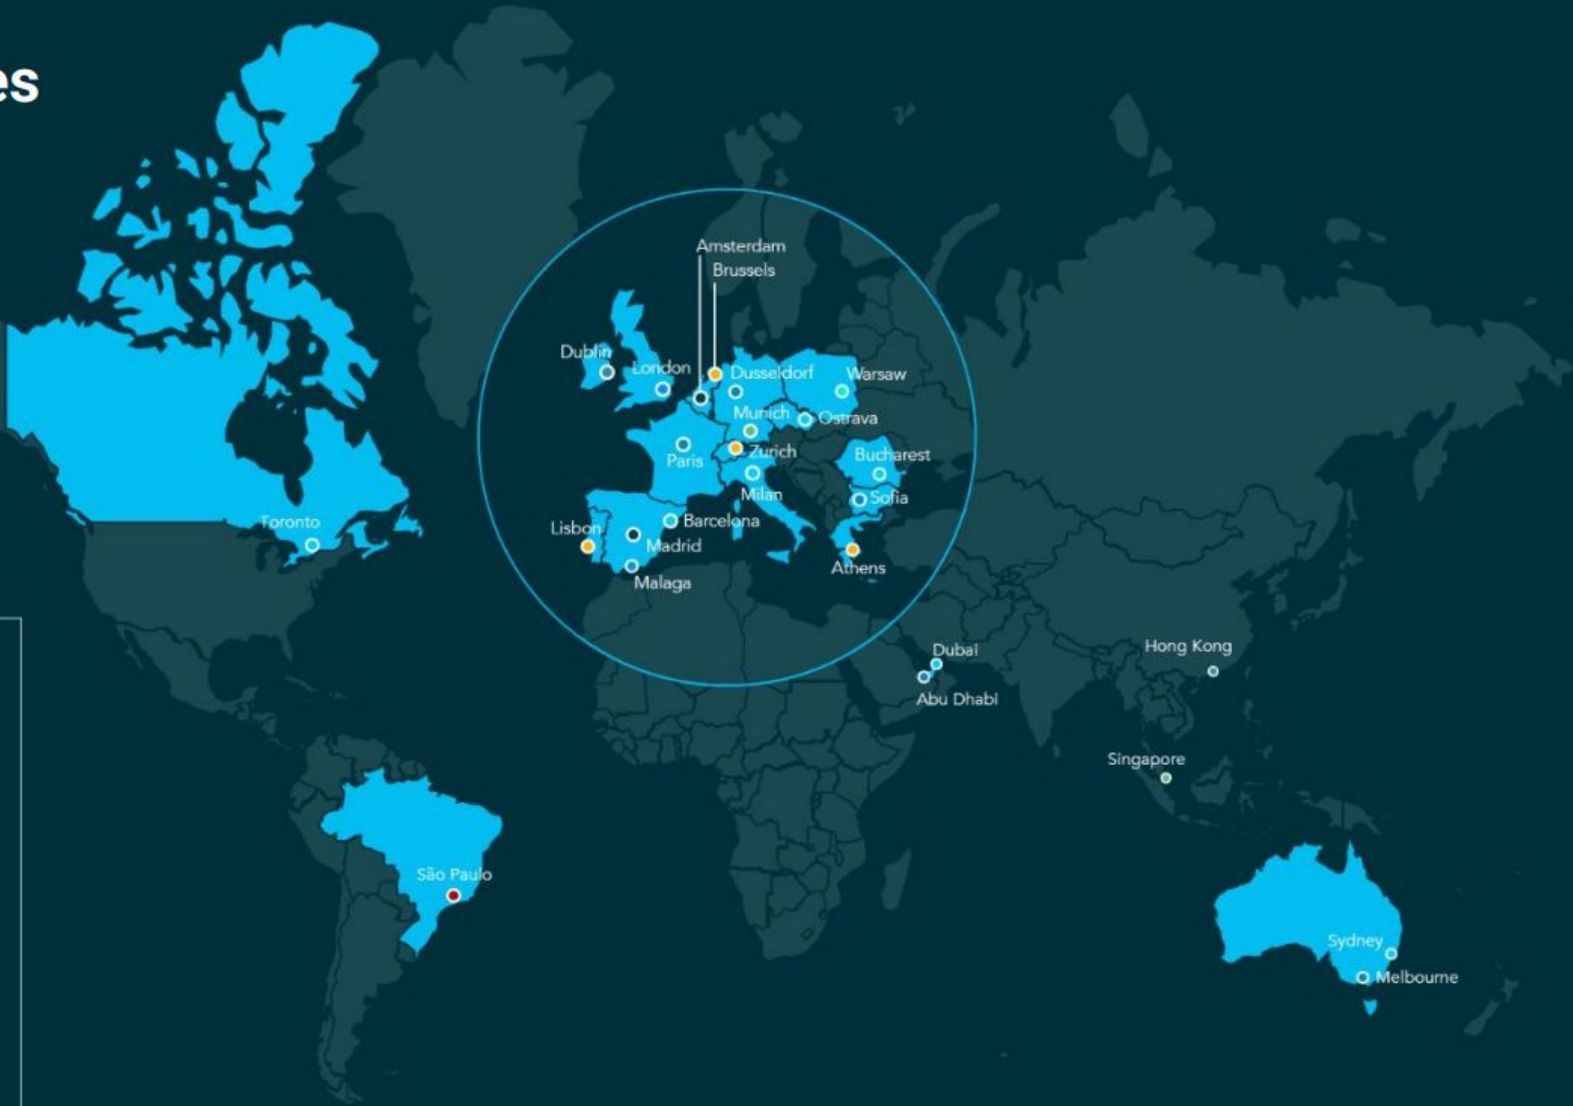 es
Amsterdam
Brussels
Dublin
London
Dusseldorf
Warsaw
Munich
Ostrava
Paris
Zurich
Bucharest
Milan
Sofia
Toronto
Lisbon
Barcelona
Madrid
Athens
Malaga
Dubai
Hong Kong
Abu Dhabi
Singapore
São Paulo
Sydney
Melbourne